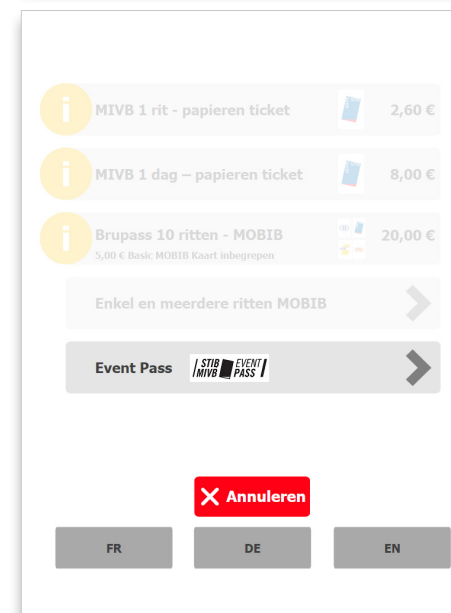 MIVB 1 rit - papieren ticket 2,60 €
MIVB 1 dag – papieren ticket 8,00 €
Brupass 10 ritten - MOBIB 20,00 €
5,00 € Basic MOBIB Kaart inbegrepen
Enkel en meerdere ritten MOBIB
Event Pass STIB MIVB EVENT PASS
Annuleren
FR DE EN